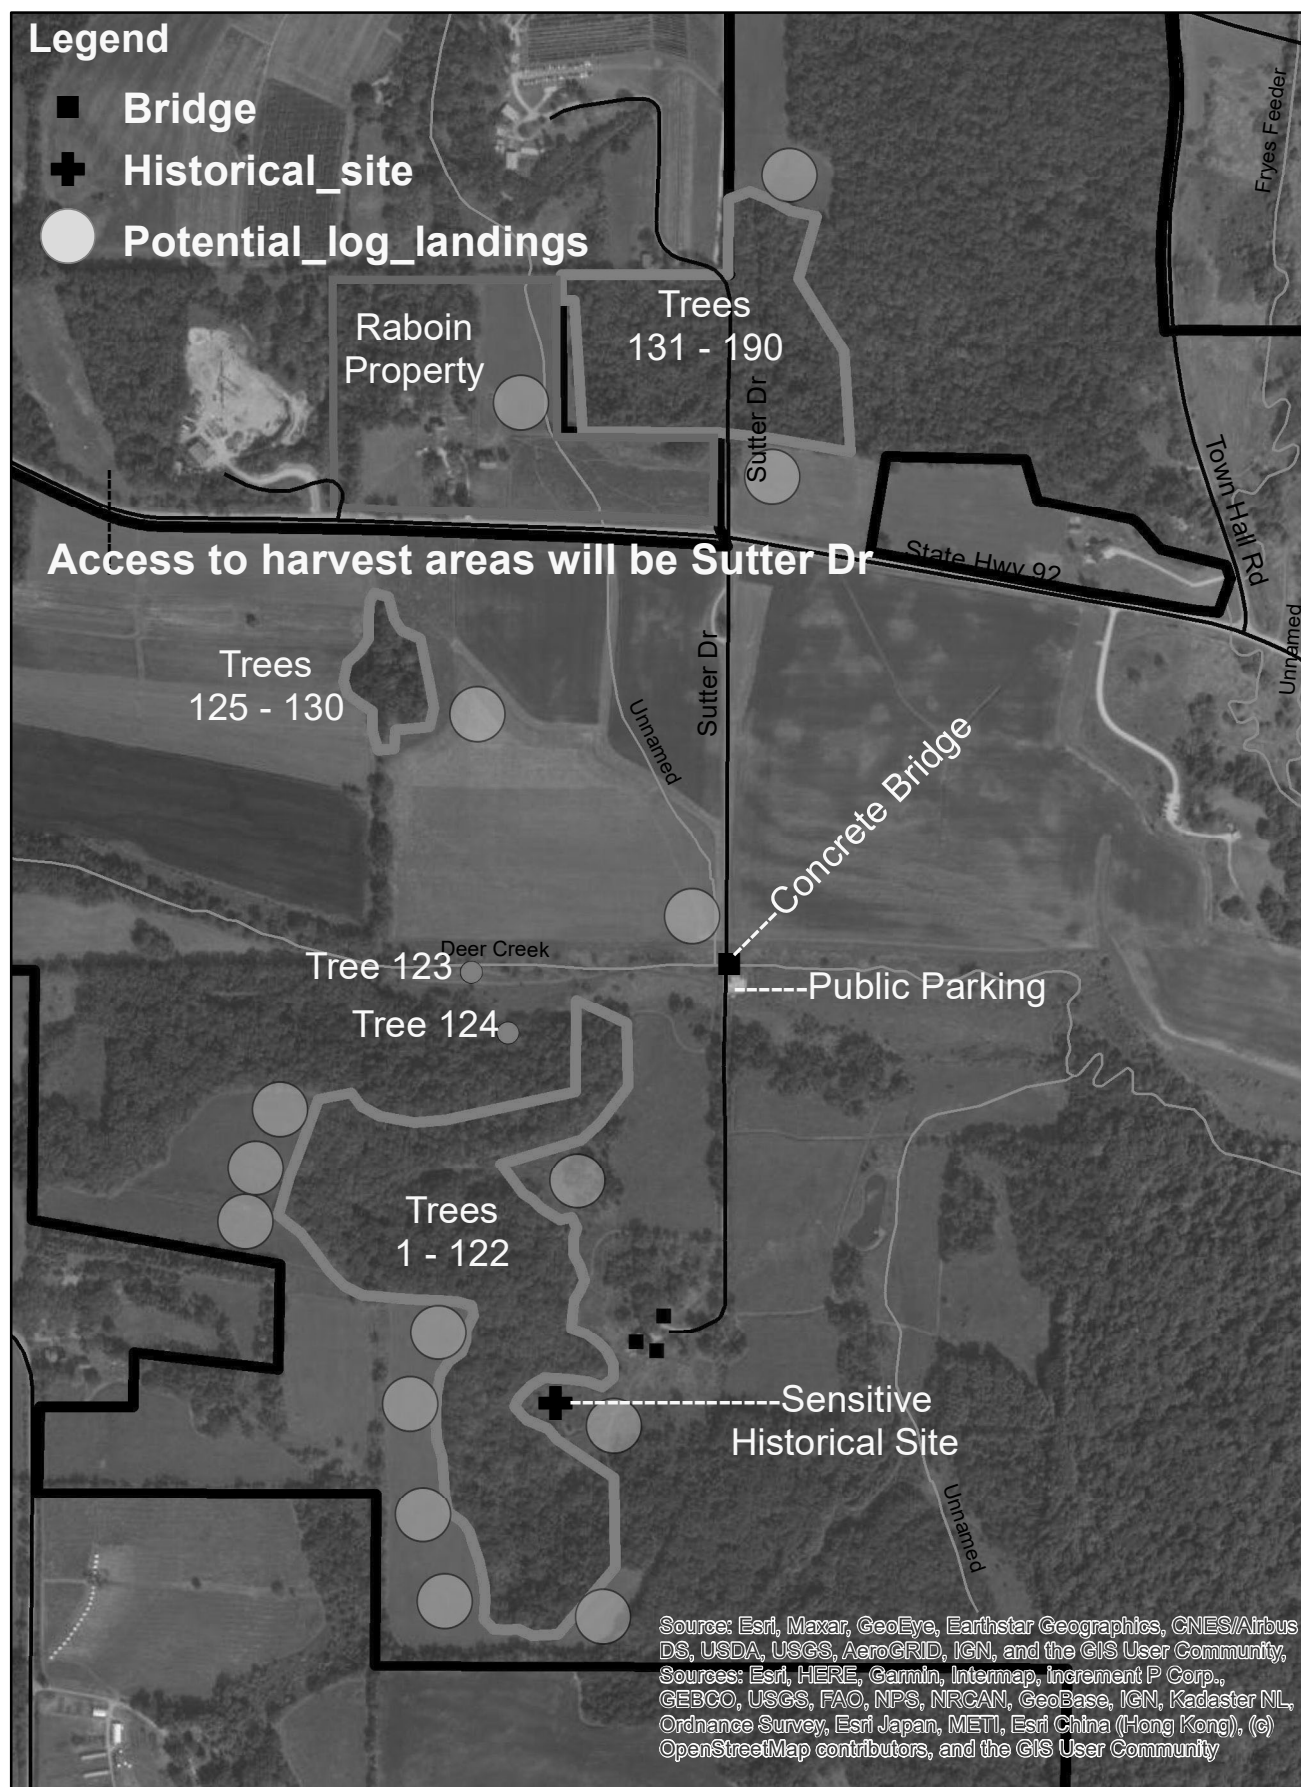 Legend
Bridge
Historical_site
Potential_log_landings
Fryes Feeder
Raboin
Property
Trees
131 - 190
Sutter Dr
Town Hall Rd
State Hwy 92
Access to harvest areas will be Sutter Dr
Trees
125 - 130
Unnamed
Sutter Dr
Unnamed
Concrete Bridge
Deer Creek
Tree 123
Public Parking
Tree 124
Trees
1 - 122
Sensitive
Historical Site
Unnamed
Source: Esri, Maxar, GeoEye, Earthstar Geographics, CNES/Airbus
DS, USDA, USGS, AeroGRID, IGN, and the GIS User Community,
Sources: Esri, HERE, Garmin, Intermap, increment P Corp.,
GEBCO, USGS, FAO, NPS, NRCAN, GeoBase, IGN, Kadaster NL,
Ordnance Survey, Esri Japan, METI, Esri China (Hong Kong), (c)
OpenStreetMap contributors, and the GIS User Community